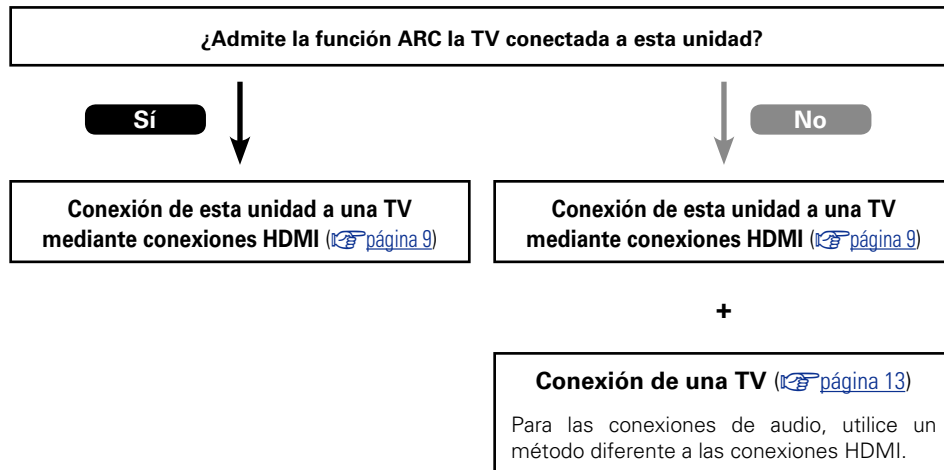 ¿Admite la función ARC la TV conectada a esta unidad?
Sí
No
Conexión de esta unidad a una TV
mediante conexiones HDMI (página 9)
Conexión de esta unidad a una TV
mediante conexiones HDMI (página 9)
+
Conexión de una TV (página 13)
Para las conexiones de audio, utilice un
método diferente a las conexiones HDMI.